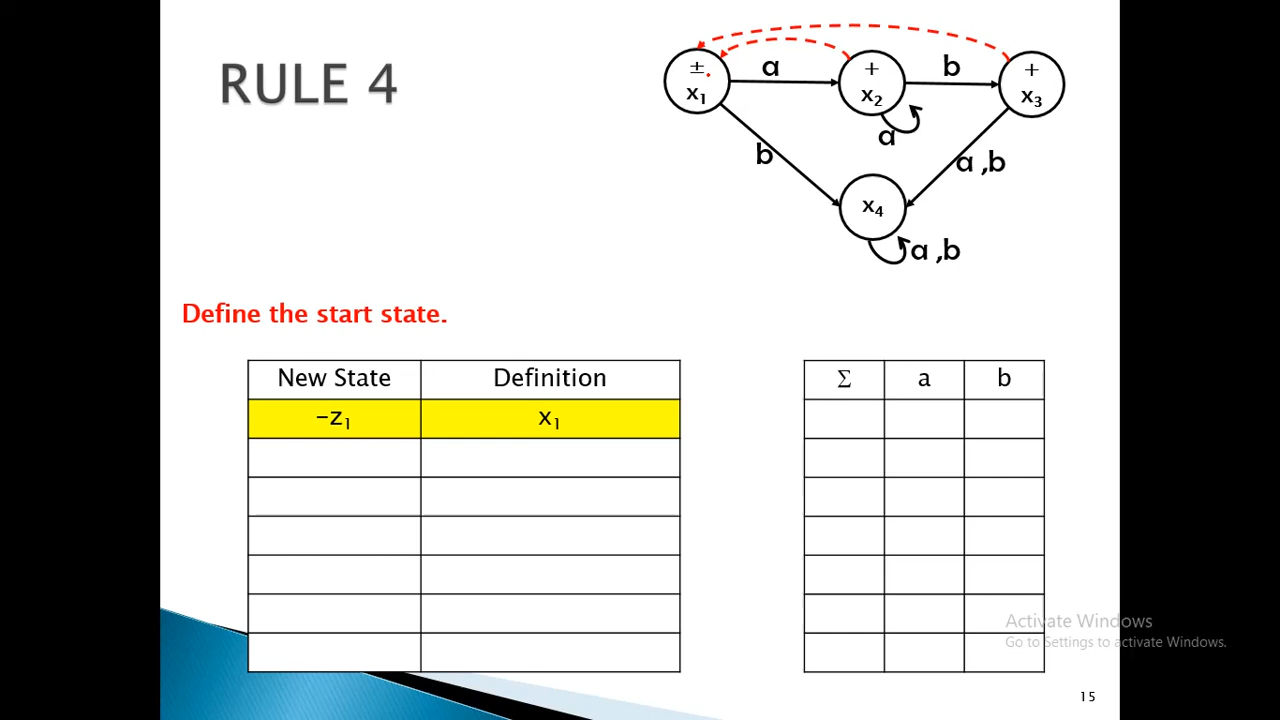 RULE 4
±
x₁
a
+
x₂
b
+
x₃
a
b
a ,b
x₄
a ,b
Define the start state.
New State Definition
−z₁ x₁
Σ a b
Activate Windows
Go to Settings to activate Windows.
15